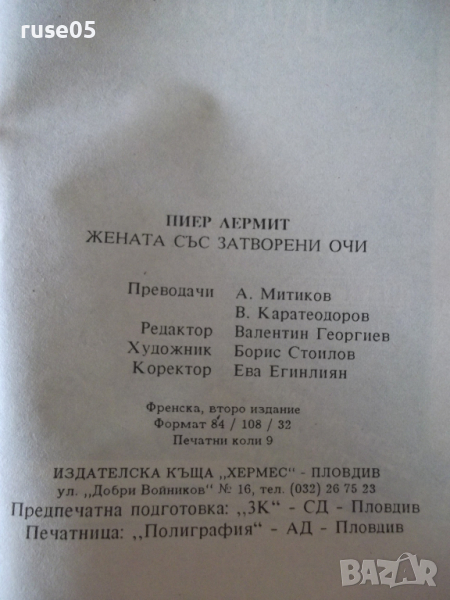 ruse05
ПИЕР ЛЕРМИТ
ЖЕНАТА СЪС ЗАТВОРЕНИ ОЧИ
Преводачи А. Митиков
В. Каратеодоров
Редактор Валентин Георгиев
Художник Борис Стоилов
Коректор Ева Егинлиян
Френска, второ издание
Формат 84 / 108 / 32
Печатни коли 9
ИЗДАТЕЛСКА КЪЩА „ХЕРМЕС" - ПЛОВДИВ
ул. „Добри Войников" № 16, тел. (032) 26 75 23
Предпечатна подготовка: „3К" - СД - Пловдив
Печатница: „Полиграфия" - АД - Пловдив
BAZAR